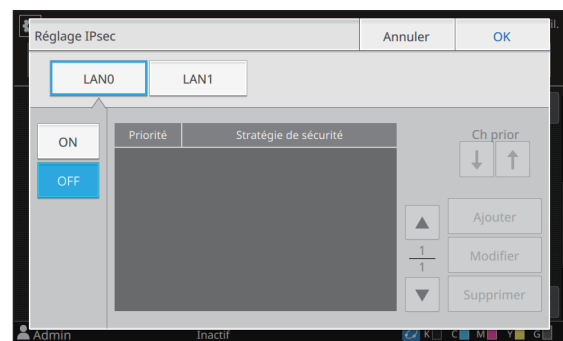 Réglage IPsec Annuler OK
LAN0 LAN1
ON Priorité Stratégie de sécurité Ch prior
OFF
Ajouter
1 Modifier
1
Supprimer
Admin Inactif K C M Y G